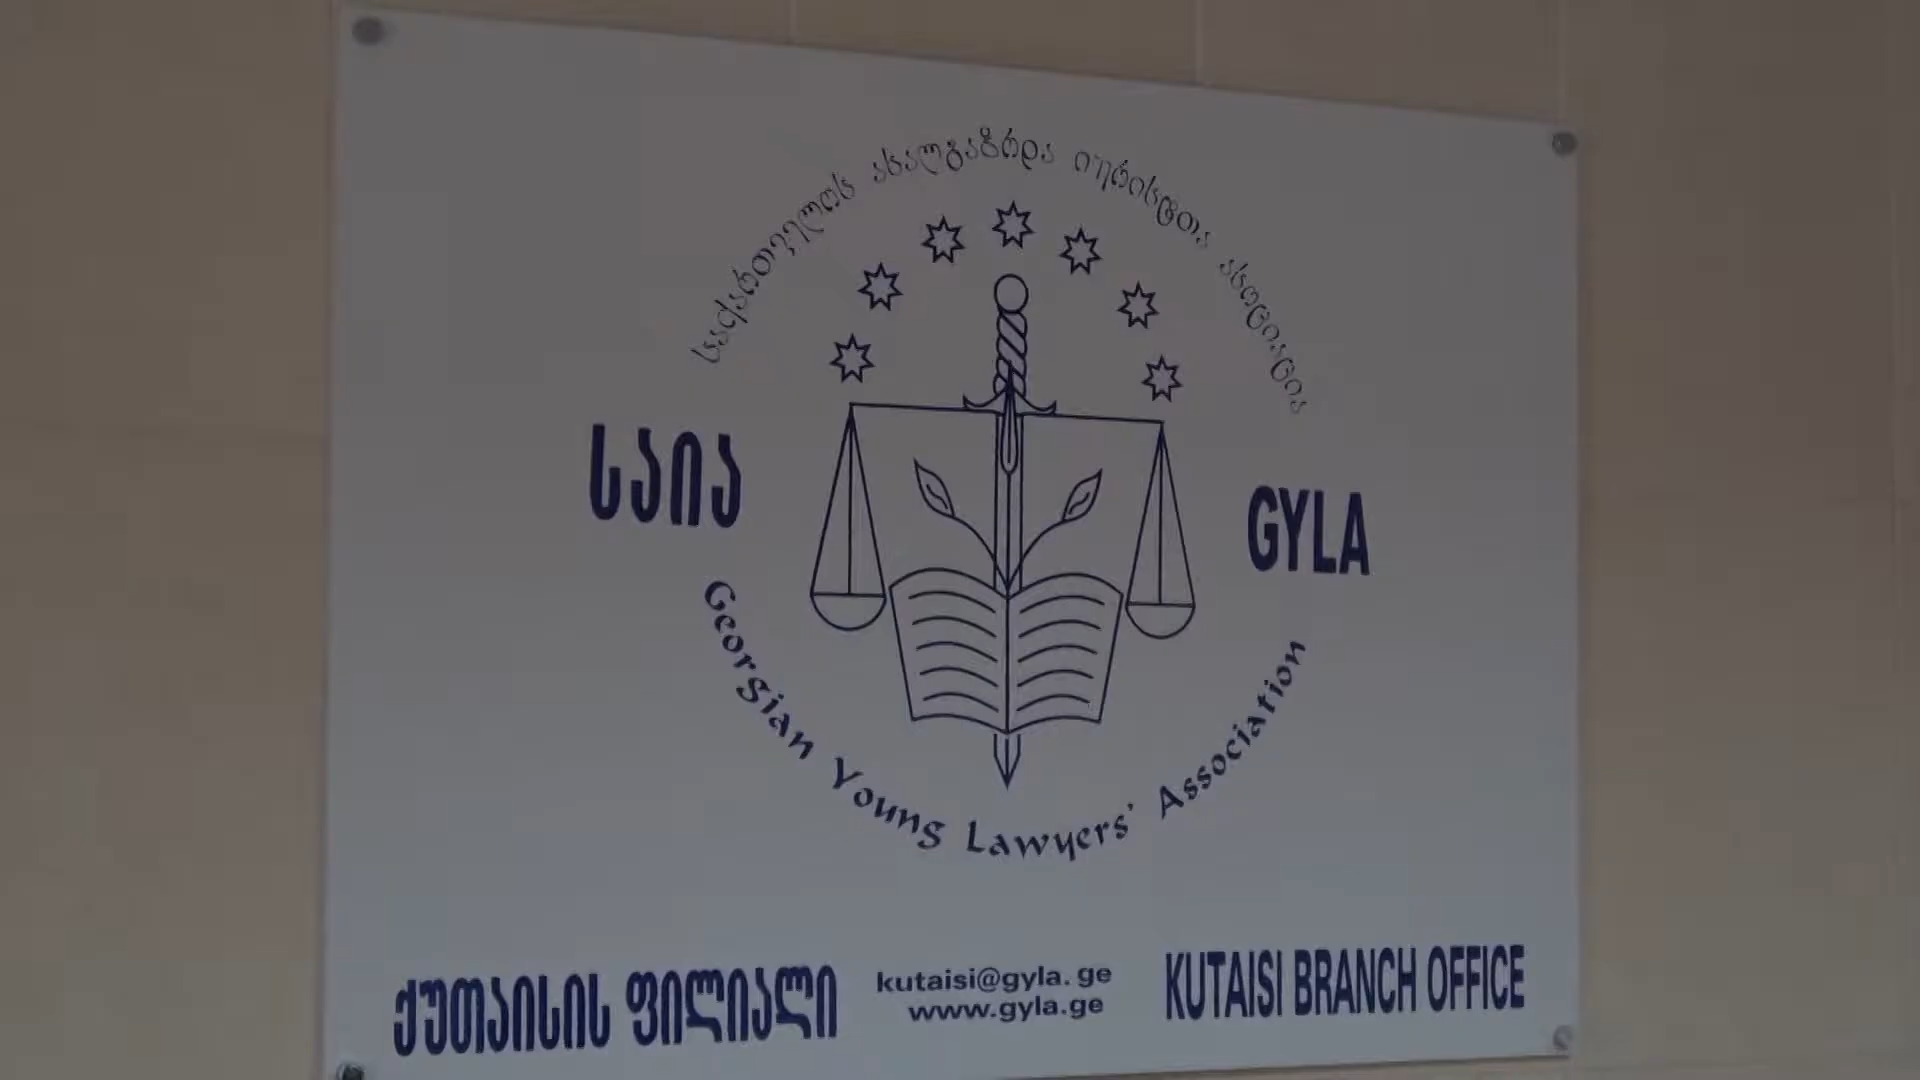 საქართველოს ახალგაზრდა იურისტთა ასოციაცია
საია
GYLA
Georgian Young Lawyers' Association
ქუთაისის ფილიალი
kutaisi@gyla.ge
www.gyla.ge
KUTAISI BRANCH OFFICE